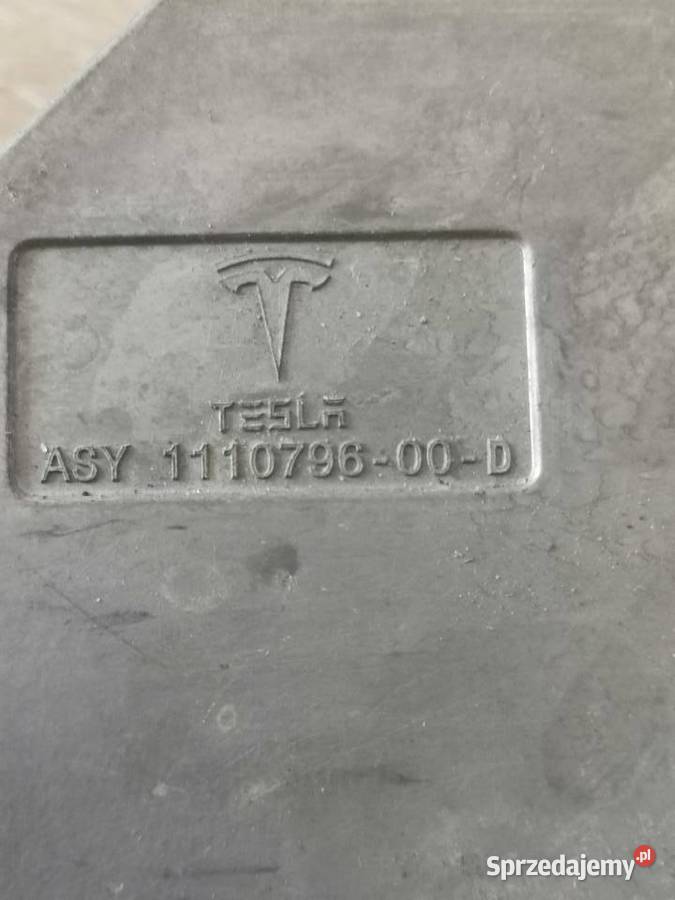 TESLA
ASY 1110796-00-D
Sprzedajemy.pl